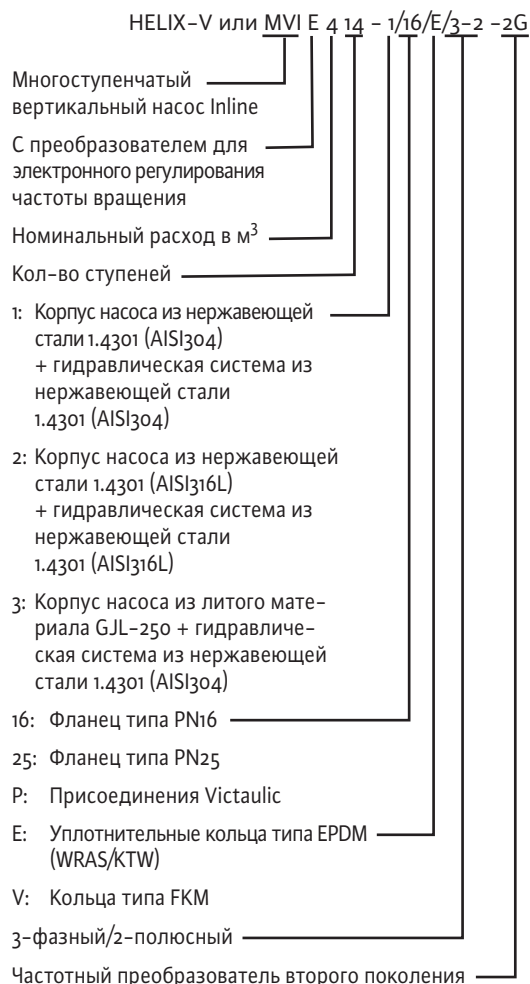 HELIX-V или MVI E 4 14 - 1/16/E/3-2 -2G
Многоступенчатый
вертикальный насос Inline
С преобразователем для
электронного регулирования
частоты вращения
Номинальный расход в м³
Кол-во ступеней
1: Корпус насоса из нержавеющей
стали 1.4301 (AISI304)
+ гидравлическая система из
нержавеющей стали
1.4301 (AISI304)
2: Корпус насоса из нержавеющей
стали 1.4301 (AISI316L)
+ гидравлическая система из
нержавеющей стали
1.4301 (AISI316L)
3: Корпус насоса из литого мате-
риала GJL-250 + гидравличе-
ская система из нержавеющей
стали 1.4301 (AISI304)
16: Фланец типа PN16
25: Фланец типа PN25
P: Присоединения Victaulic
E: Уплотнительные кольца типа EPDM
(WRAS/KTW)
V: Кольца типа FKM
3-фазный/2-полюсный
Частотный преобразователь второго поколения